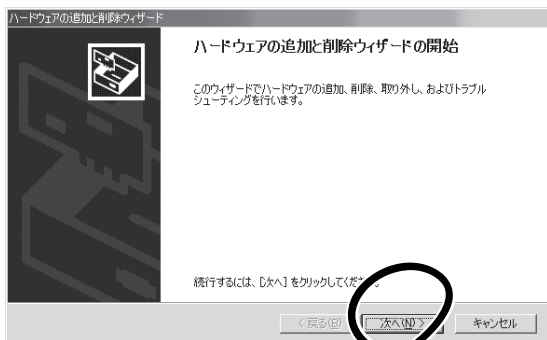 ハードウェアの追加と削除ウィザード
ハードウェアの追加と削除ウィザードの開始
このウィザードでハードウェアの追加、削除、取り外し、およびトラブル
シューティングを行います。
続行するには、[次へ] をクリックしてくださ
< 戻る(B)
次へ(N) >
キャンセル